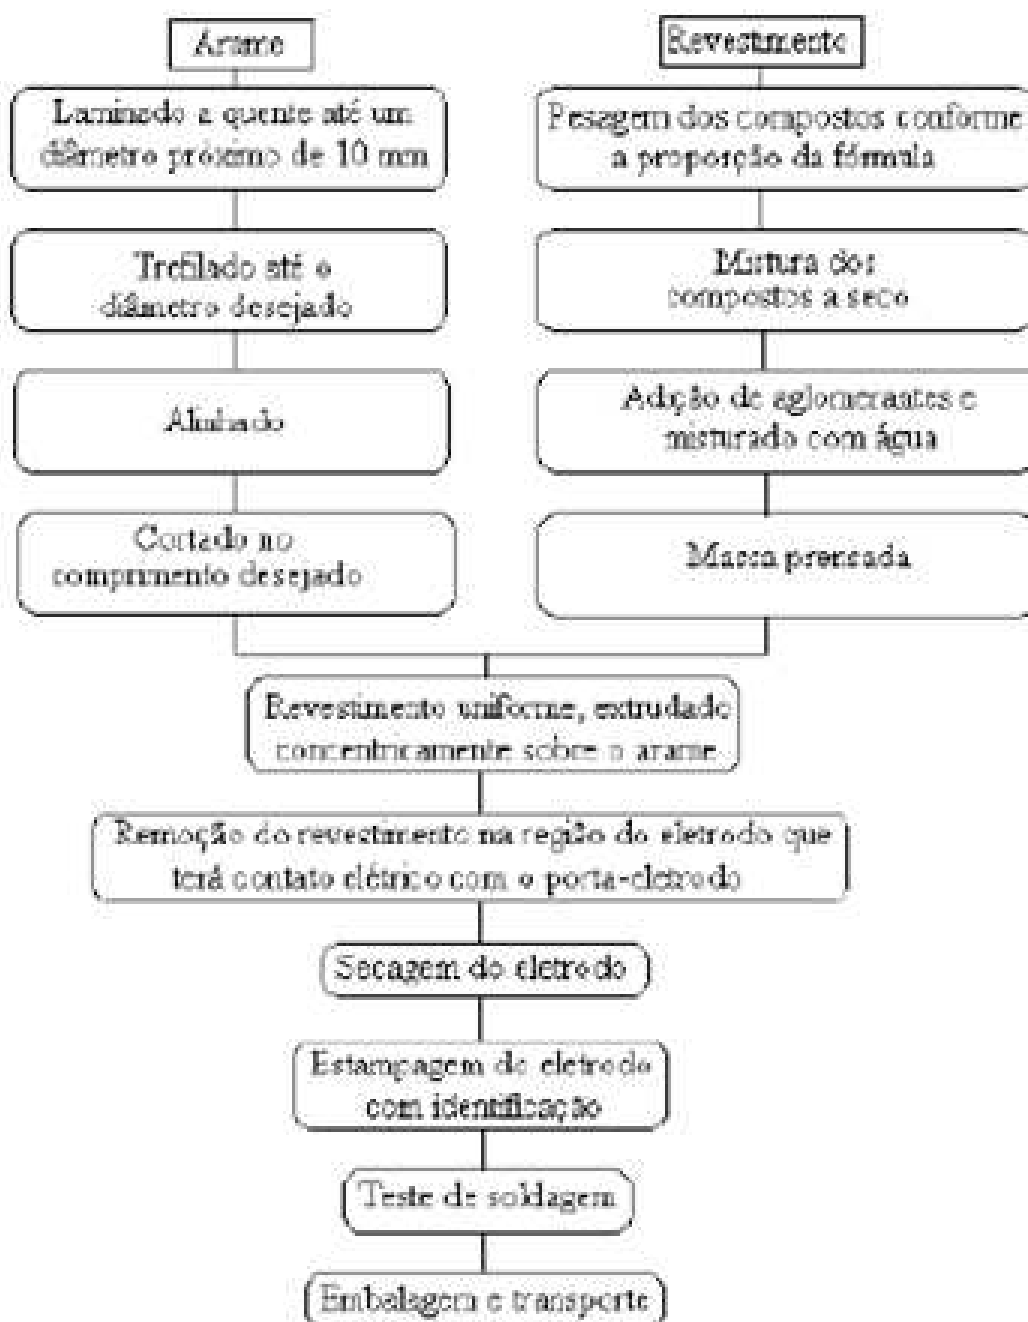 Arame
Laminado a quente até um
diâmetro próximo de 10 mm
Trefilado até o
diâmetro desejado
Alinhado
Cortado no
comprimento desejado
Revestimento
Pesagem dos compostos conforme
a proporção da fórmula
Mistura dos
compostos a seco
Adição de aglomerantes e
misturado com água
Massa prensada
Revestimento uniforme, extrudado
concentricamente sobre o arame
Remoção do revestimento na região do eletrodo que
terá contato elétrico com o porta-eletrodo
Secagem do eletrodo
Estampagem do eletrodo
com identificação
Teste de soldagem
Embalagem e transporte